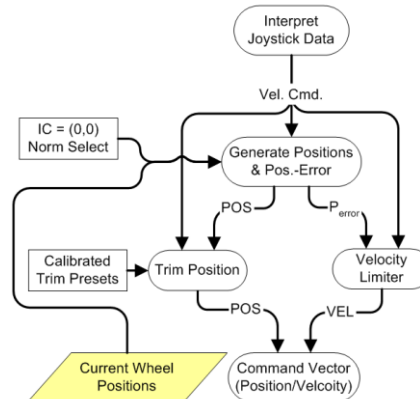 Interpret
Joystick Data
Vel. Cmd.
IC = (0,0)
Norm Select
Generate Positions
& Pos.-Error
POS
Perror
Calibrated
Trim Presets
Trim Position
Velocity
Limiter
POS
VEL
Current Wheel
Positions
Command Vector
(Position/Velcoity)